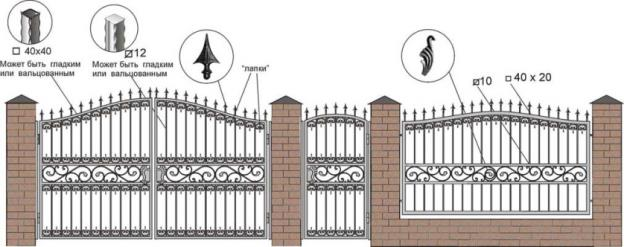 □ 40х40
Может быть гладким
или вальцованным
⧄12
Может быть гладким
или вальцованным
"лапки"
⧄10
□ 40 х 20